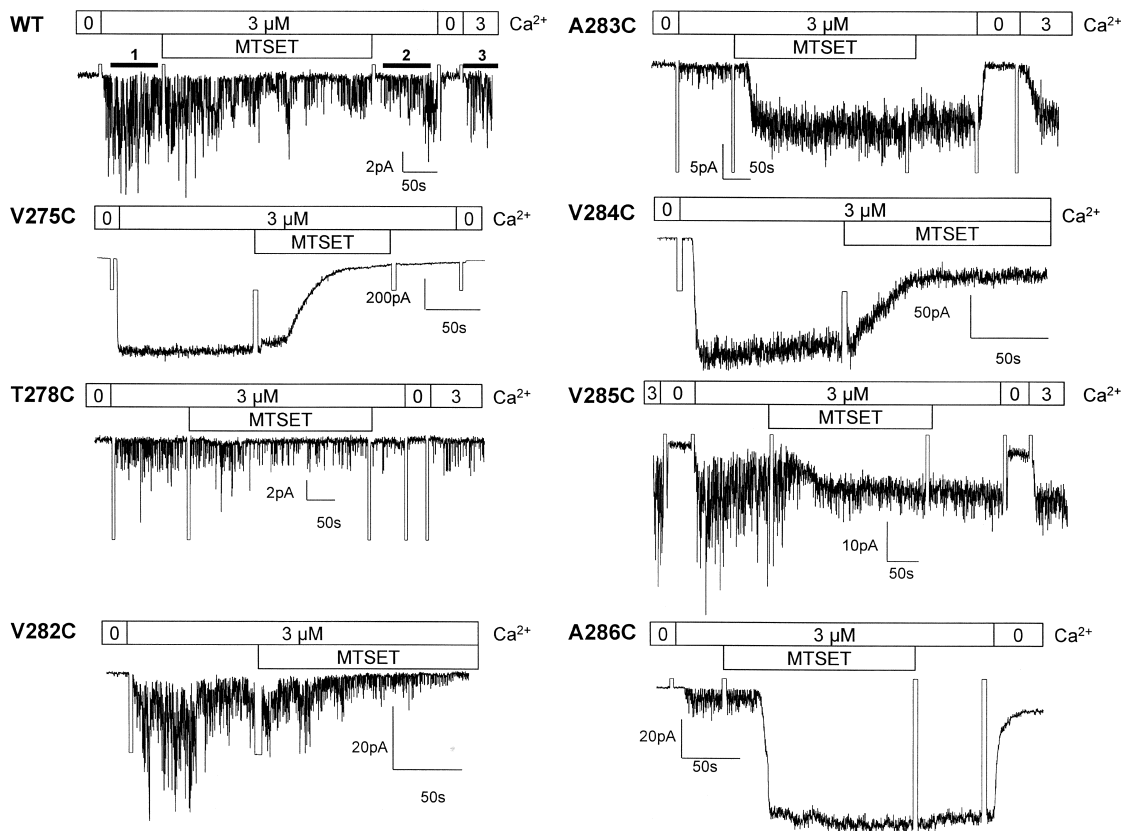 WT
0 3 µM 0 3 Ca2+
MTSET
1 2 3
2pA
50s
A283C
0 3 µM 0 3 Ca2+
MTSET
5pA 50s
V275C
0 3 µM 0 Ca2+
MTSET
200pA
50s
V284C
0 3 µM Ca2+
MTSET
50pA
50s
T278C
0 3 µM 0 3 Ca2+
MTSET
2pA
50s
V285C
3 0 3 µM 0 3 Ca2+
MTSET
10pA
50s
V282C
0 3 µM Ca2+
MTSET
20pA
50s
A286C
0 3 µM 0 Ca2+
MTSET
20pA
50s